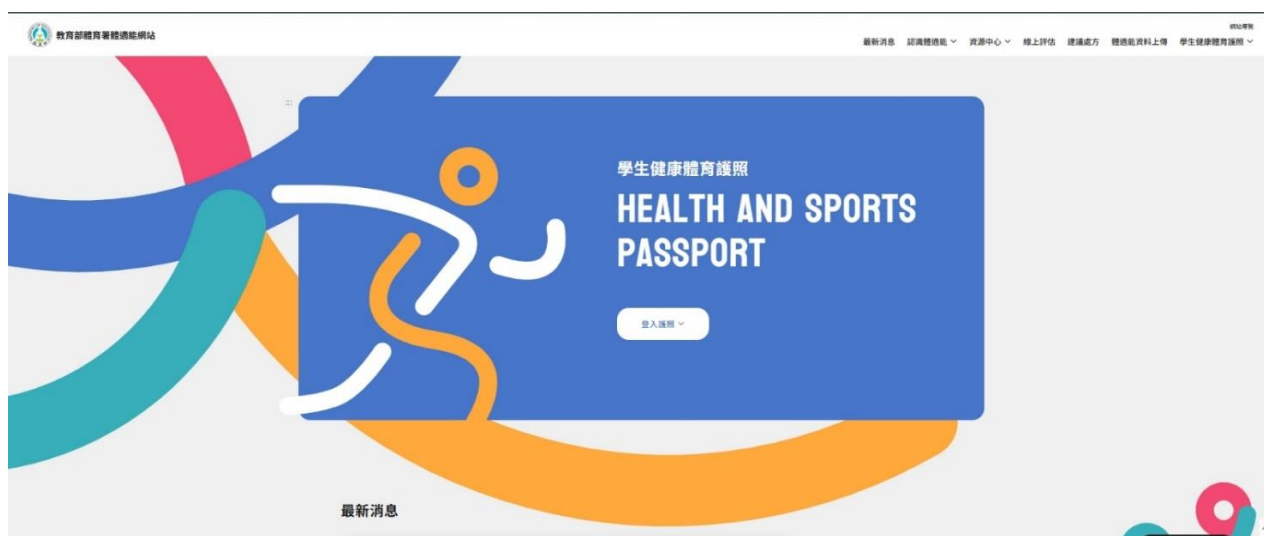 教育部體育署體適能網站
網站導覽
最新消息 認識體適能 資源中心 線上評估 建議處方 體適能資料上傳 學生健康體育護照
:::
學生健康體育護照
HEALTH AND SPORTS
PASSPORT
登入護照
最新消息